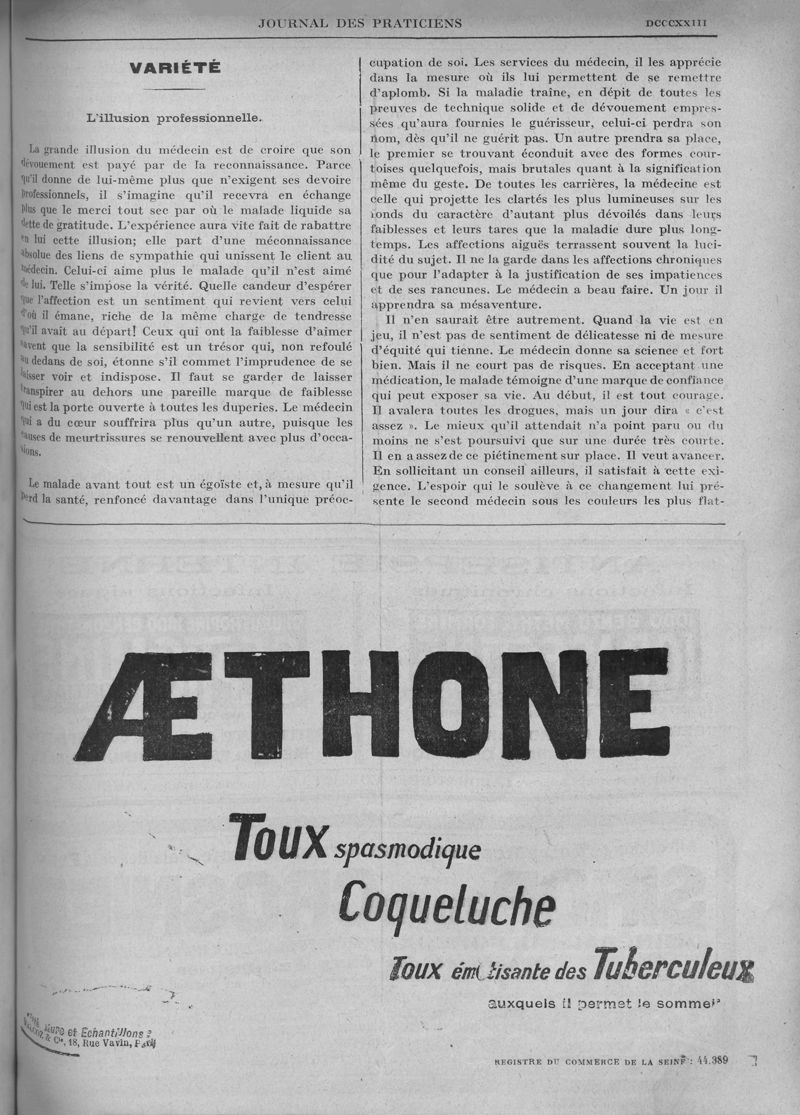 JOURNAL DES PRATICIENS
DCCCXXIII
VARIÉTÉ
L'illusion professionnelle.
La grande illusion du médecin est de croire que son
dévouement est payé par de la reconnaissance. Parce
qu'il donne de lui-même plus que n'exigent ses devoirs
professionnels, il s'imagine qu'il recevra en échange
plus que le merci tout sec par où le malade liquide sa
dette de gratitude. L'expérience aura vite fait de rabattre
en lui cette illusion; elle part d'une méconnaissance
absolue des liens de sympathie qui unissent le client au
médecin. Celui-ci aime plus le malade qu'il n'est aimé
de lui. Telle s'impose la vérité. Quelle candeur d'espérer
que l'affection est un sentiment qui revient vers celui
d'où il émane, riche de la même charge de tendresse
qu'il avait au départ! Ceux qui ont la faiblesse d'aimer
savent que la sensibilité est un trésor qui, non refoulé
au dedans de soi, étonne s'il commet l'imprudence de se
laisser voir et indispose. Il faut se garder de laisser
transpirer au dehors une pareille marque de faiblesse
qui est la porte ouverte à toutes les duperies. Le médecin
qui a du cœur souffrira plus qu'un autre, puisque les
causes de meurtrissures se renouvellent avec plus d'occa-
sions.
Le malade avant tout est un égoïste et, à mesure qu'il
perd la santé, renfoncé davantage dans l'unique préoc-
cupation de soi. Les services du médecin, il les apprécie
dans la mesure où ils lui permettent de se remettre
d'aplomb. Si la maladie traîne, en dépit de toutes les
preuves de technique solide et de dévouement empres-
sées qu'aura fournies le guérisseur, celui-ci perdra son
nom, dès qu'il ne guérit pas. Un autre prendra sa place,
le premier se trouvant éconduit avec des formes cour-
toises quelquefois, mais brutales quant à la signification
même du geste. De toutes les carrières, la médecine est
celle qui projette les clartés les plus lumineuses sur les
fonds du caractère d'autant plus dévoilés dans leurs
faiblesses et leurs tares que la maladie dure plus long-
temps. Les affections aiguës terrassent souvent la luci-
dité du sujet. Il ne la garde dans les affections chroniques
que pour l'adapter à la justification de ses impatiences
et de ses rancunes. Le médecin a beau faire. Un jour il
apprendra sa mésaventure.
Il n'en saurait être autrement. Quand la vie est en
jeu, il n'est pas de sentiment de délicatesse ni de mesure
d'équité qui tienne. Le médecin donne sa science et fort
bien. Mais il ne court pas de risques. En acceptant une
médication, le malade témoigne d'une marque de confiance
qui peut exposer sa vie. Au début, il est tout courage.
Il avalera toutes les drogues, mais un jour dira « c'est
assez ». Le mieux qu'il attendait n'a point paru ou du
moins ne s'est poursuivi que sur une durée très courte.
Il en a assez de ce piétinement sur place. Il veut avancer.
En sollicitant un conseil ailleurs, il satisfait à cette exi-
gence. L'espoir qui le soulève à ce changement lui pré-
sente le second médecin sous les couleurs les plus flat-
ÆTHONE
Toux spasmodique
Coqueluche
Toux émétisante des Tuberculeux
auxquels il permet le sommeil
et Echantillons :
& Cie, 18, Rue Vavin, Paris
REGISTRE DU COMMERCE DE LA SEINE : 44.389